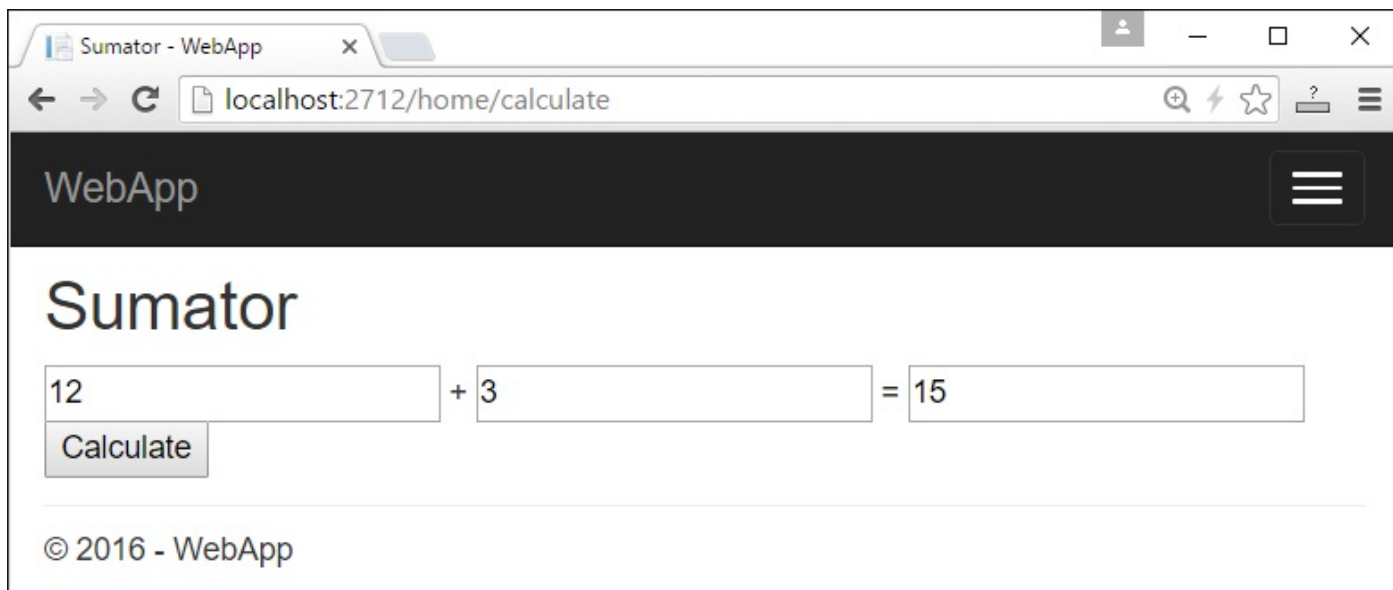 Sumator - WebApp
localhost:2712/home/calculate
?
WebApp
Sumator
12 + 3 = 15
Calculate
© 2016 - WebApp